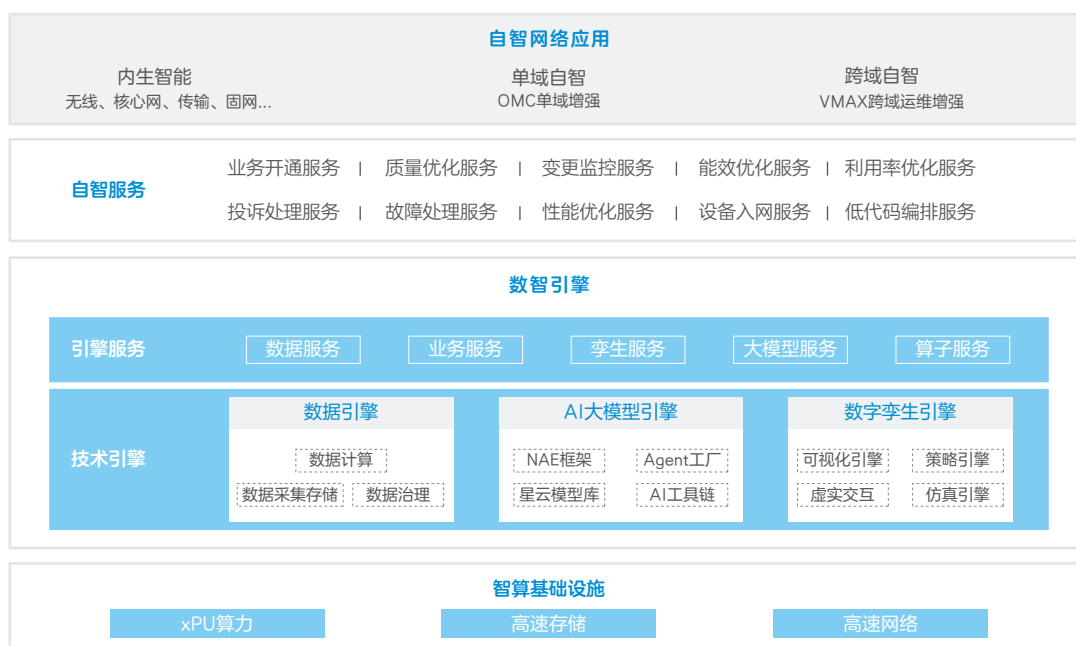 自智网络应用
内生智能
无线、核心网、传输、固网...
单域自智
OMC单域增强
跨域自智
VMAX跨域运维增强
自智服务
业务开通服务 | 质量优化服务 | 变更监控服务 | 能效优化服务 | 利用率优化服务
投诉处理服务 | 故障处理服务 | 性能优化服务 | 设备入网服务 | 低代码编排服务
数智引擎
引擎服务
数据服务 业务服务 孪生服务 大模型服务 算子服务
技术引擎
数据引擎
数据计算
数据采集存储 数据治理
AI大模型引擎
NAE框架 Agent工厂
星云模型库 AI工具链
数字孪生引擎
可视化引擎 策略引擎
虚实交互 仿真引擎
智算基础设施
xPU算力 高速存储 高速网络